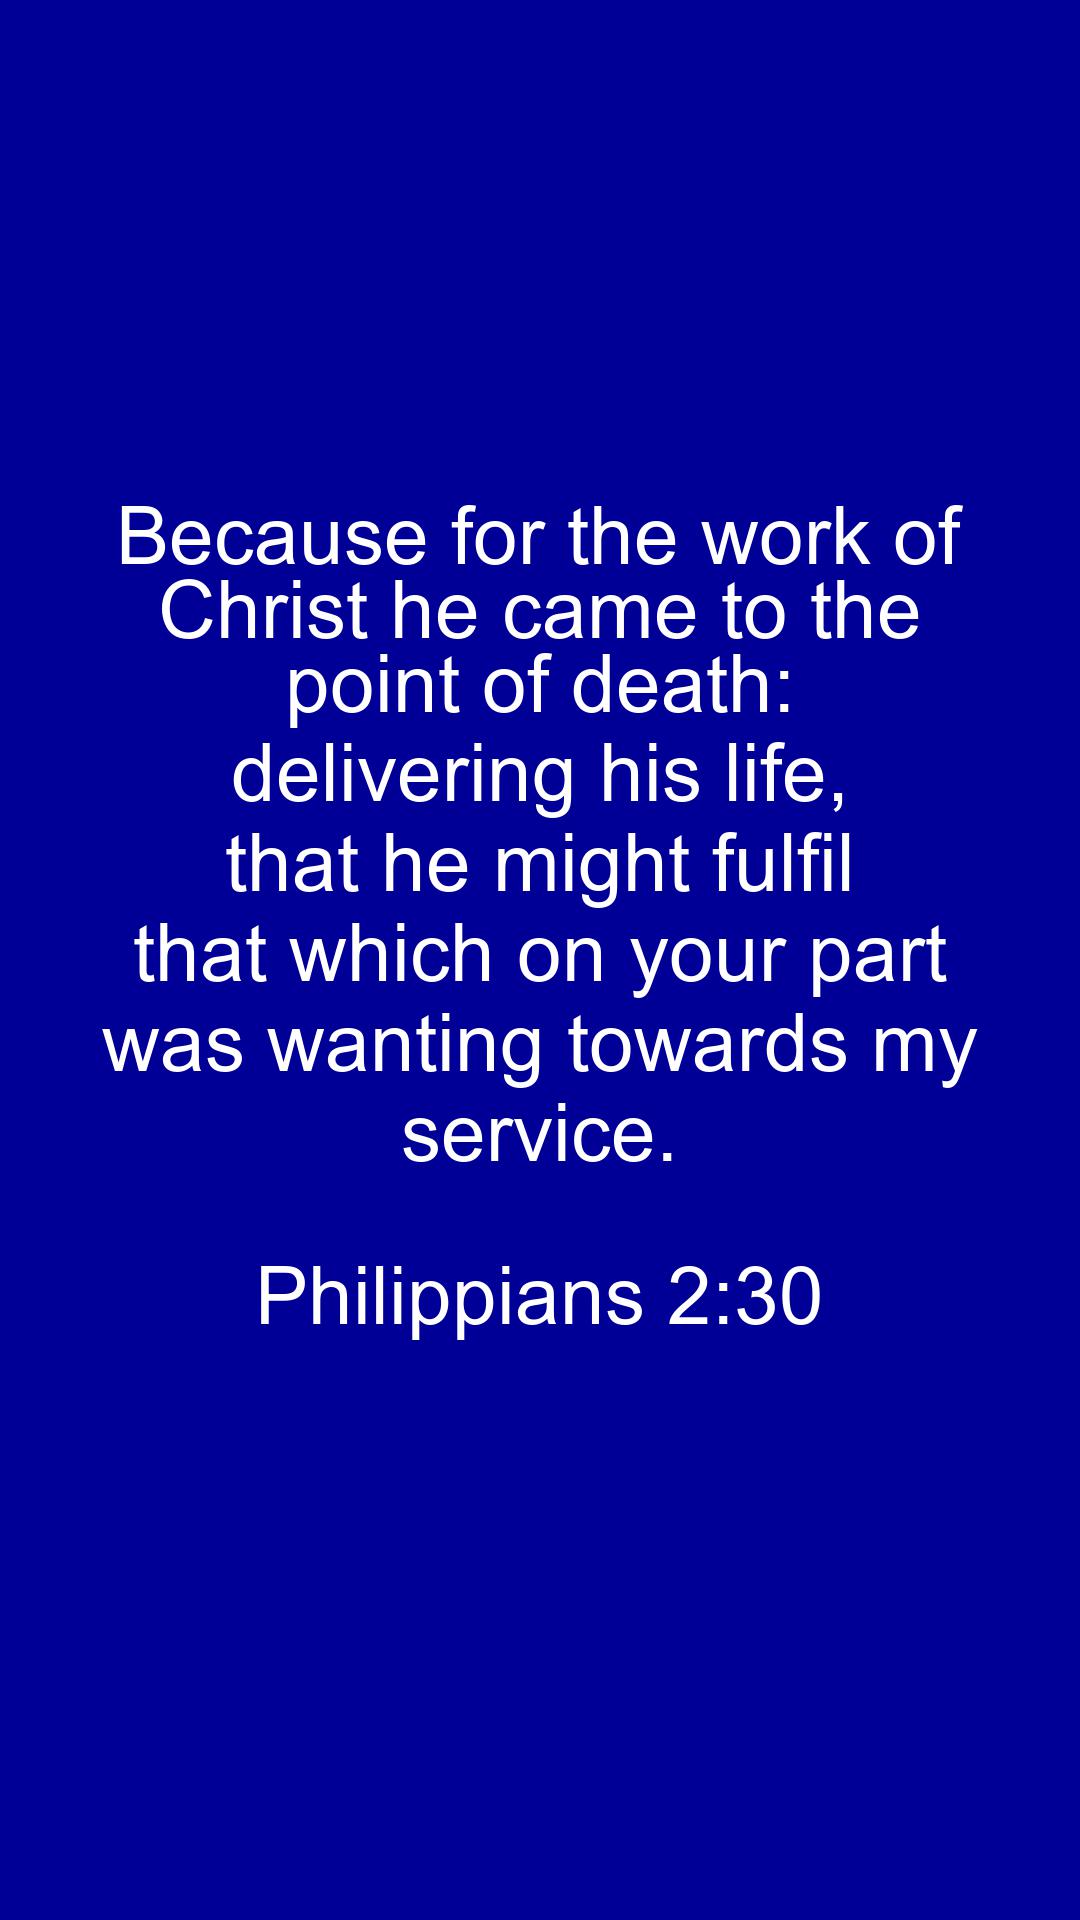 Because for the work of
Christ he came to the
point of death:
delivering his life,
that he might fulfil
that which on your part
was wanting towards my
service.
Philippians 2:30